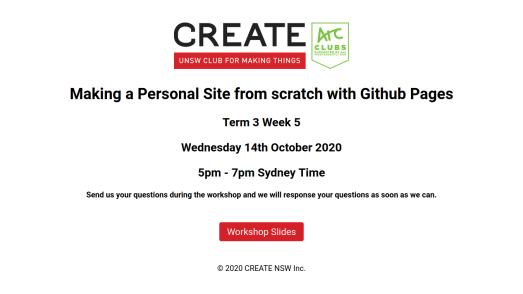 CREATE
UNSW CLUB FOR MAKING THINGS
ArC
CLUBS
Making a Personal Site from scratch with Github Pages
Term 3 Week 5
Wednesday 14th October 2020
5pm - 7pm Sydney Time
Send us your questions during the workshop and we will response your questions as soon as we can.
Workshop Slides
© 2020 CREATE NSW Inc.